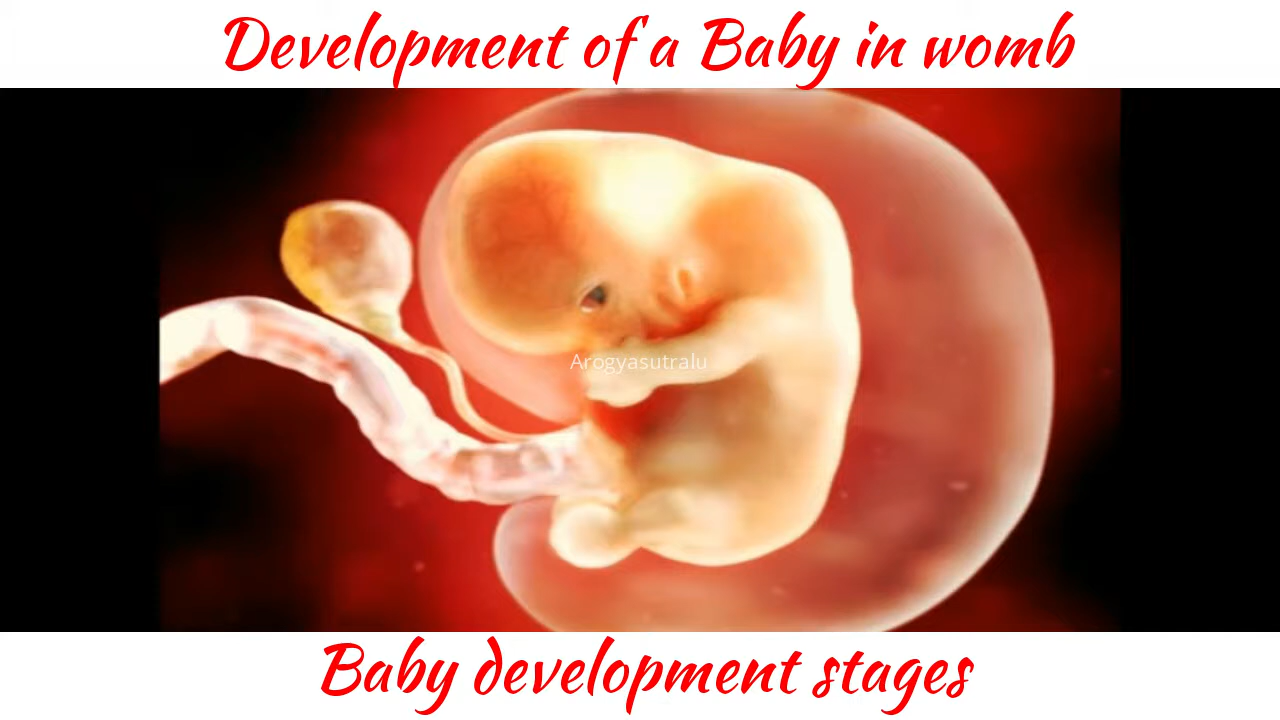 Development of a Baby in womb
Arogyasutralu
Baby development stages